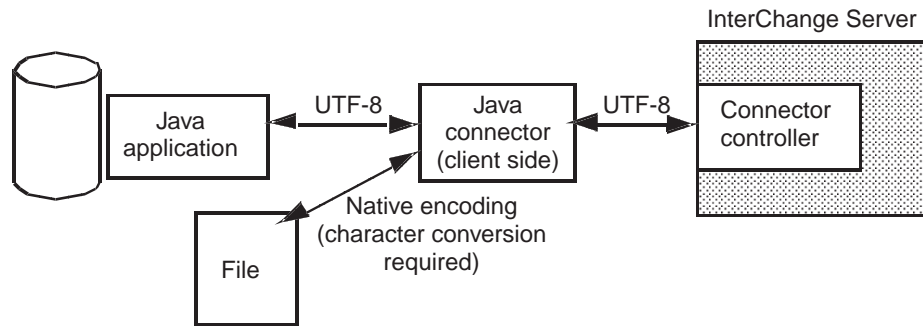 InterChange Server
UTF-8
UTF-8
Java
application
Java
connector
(client side)
Connector
controller
Native encoding
(character conversion
required)
File